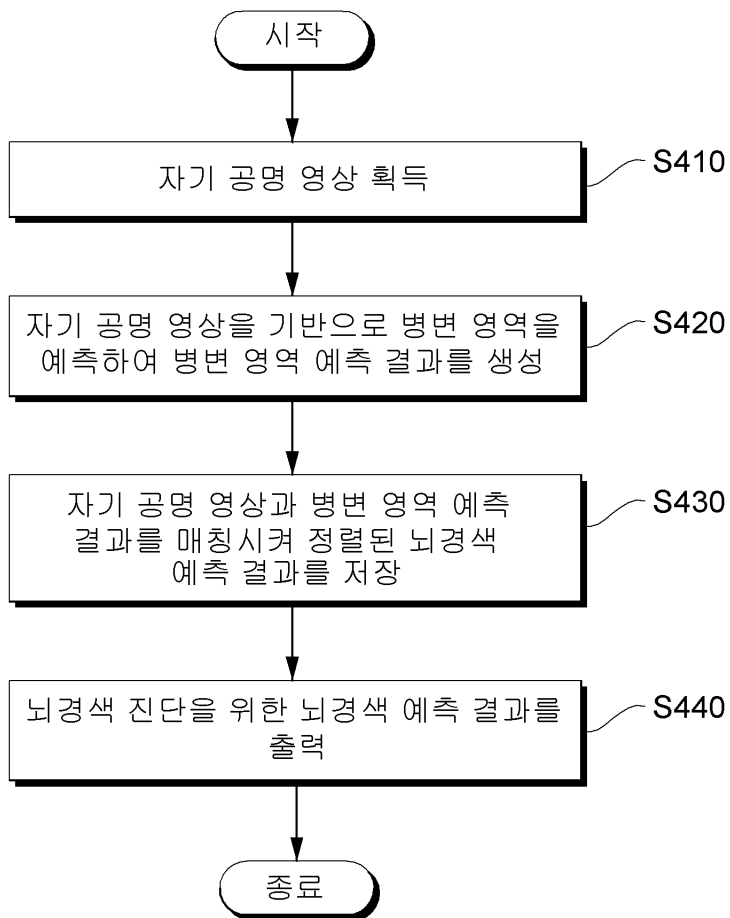 시작
자기 공명 영상 획득
S410
자기 공명 영상을 기반으로 병변 영역을
예측하여 병변 영역 예측 결과를 생성
S420
자기 공명 영상과 병변 영역 예측
결과를 매칭시켜 정렬된 뇌경색
예측 결과를 저장
S430
뇌경색 진단을 위한 뇌경색 예측 결과를
출력
S440
종료